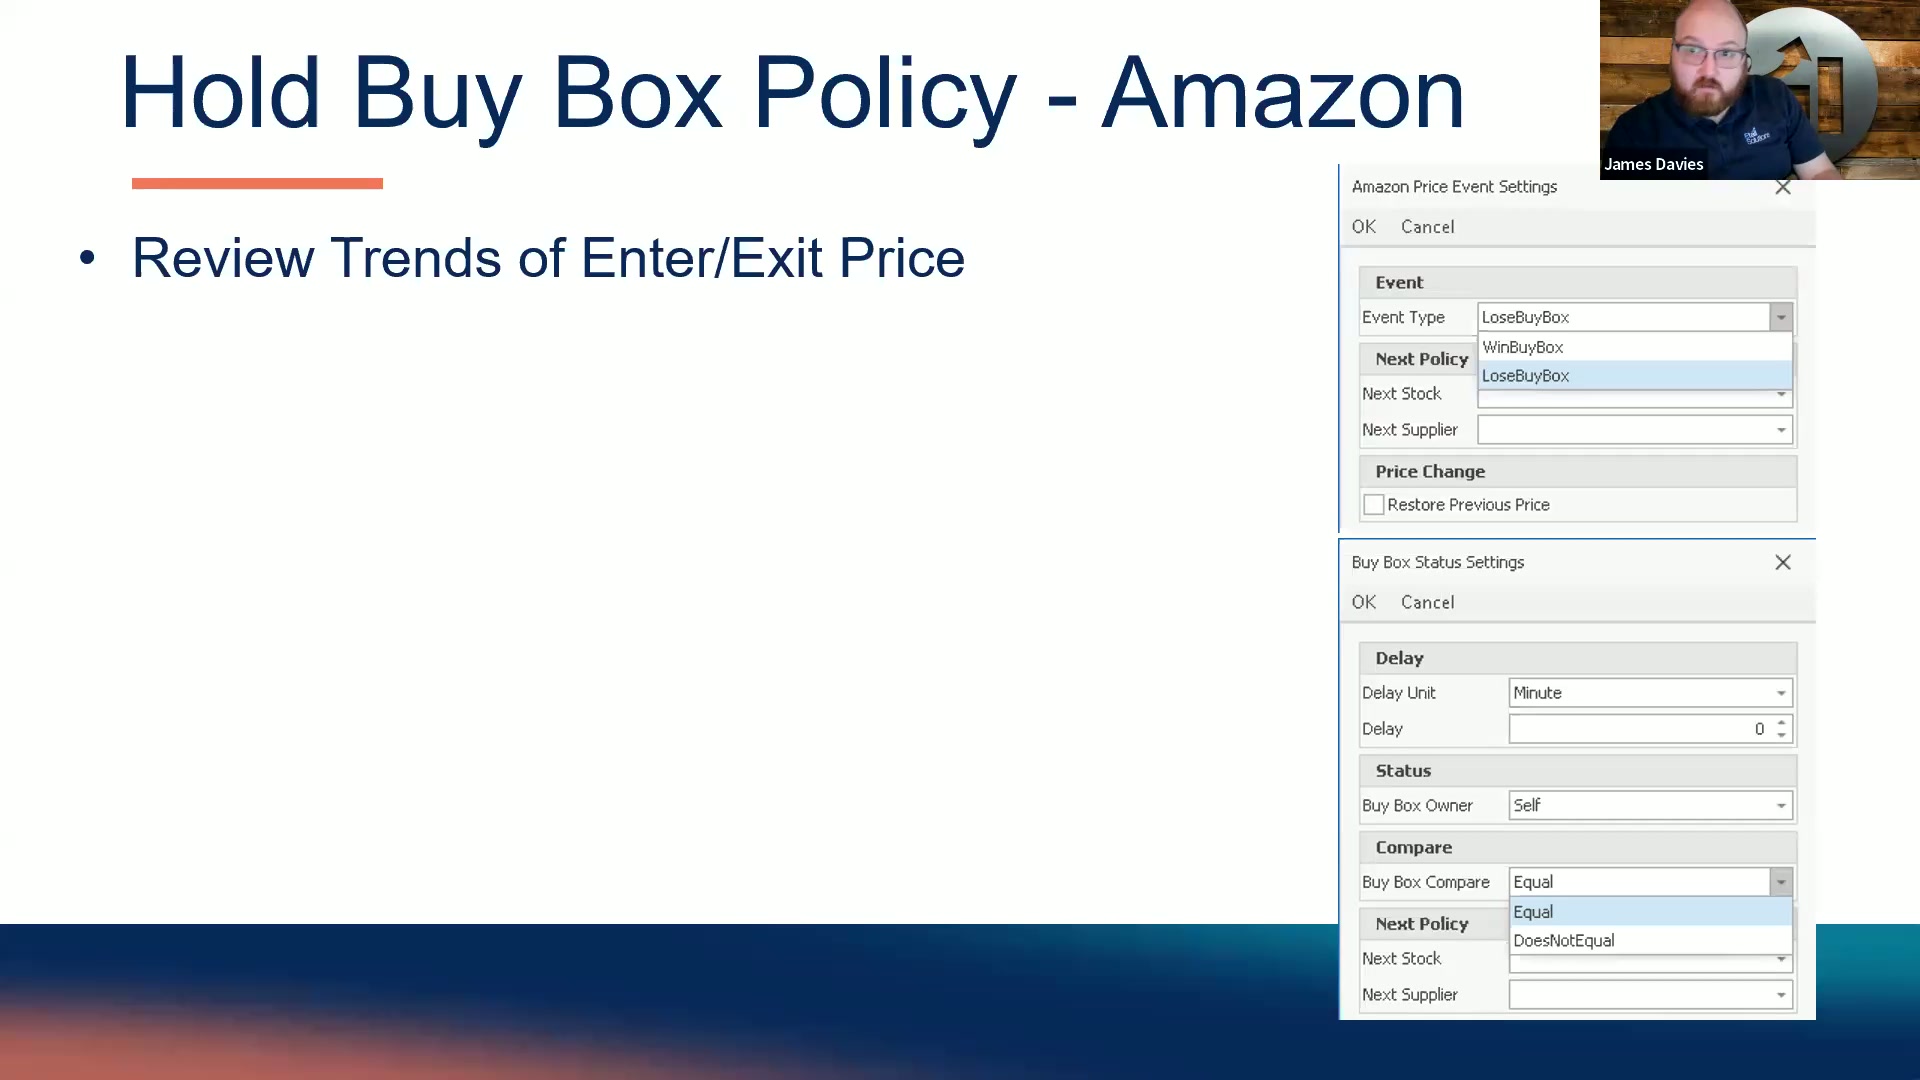 Hold Buy Box Policy - Amazon
James Davies
• Review Trends of Enter/Exit Price
Amazon Price Event Settings
OK Cancel
Event
Event Type LoseBuyBox
WinBuyBox
Next Policy
LoseBuyBox
Next Stock
Next Supplier
Price Change
Restore Previous Price
Buy Box Status Settings
OK Cancel
Delay
Delay Unit Minute
Delay 0
Status
Buy Box Owner Self
Compare
Buy Box Compare Equal
Equal
Next Policy
DoesNotEqual
Next Stock
Next Supplier